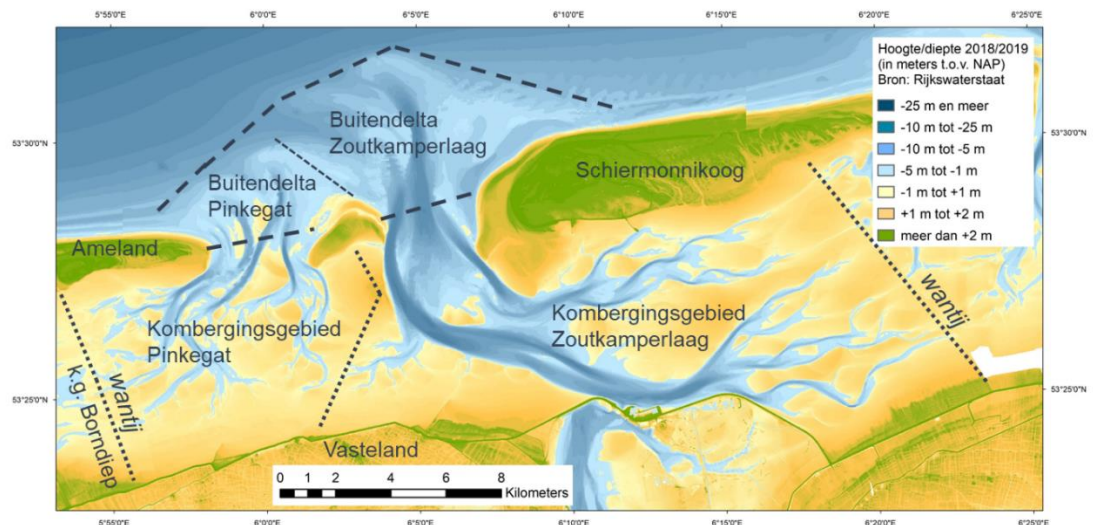 5°55'0"E 6°0'0"E 6°5'0"E 6°10'0"E 6°15'0"E 6°20'0"E 6°25'0"E
Hoogte/diepte 2018/2019
(in meters t.o.v. NAP)
Bron: Rijkswaterstaat
-25 m en meer
-10 m tot -25 m
-10 m tot -5 m
-5 m tot -1 m
-1 m tot +1 m
+1 m tot +2 m
meer dan +2 m
53°30'0"N
53°30'0"N
Buitendelta
Zoutkamperlaag
Buitendelta
Pinkegat
Schiermonnikoog
Ameland
wantij
Kombergingsgebied
Pinkegat
Kombergingsgebied
Zoutkamperlaag
wantij
k.g. Borndiep
53°25'0"N
53°25'0"N
Vasteland
0 1 2 4 6 8
Kilometers
5°55'0"E 6°0'0"E 6°5'0"E 6°10'0"E 6°15'0"E 6°20'0"E 6°25'0"E